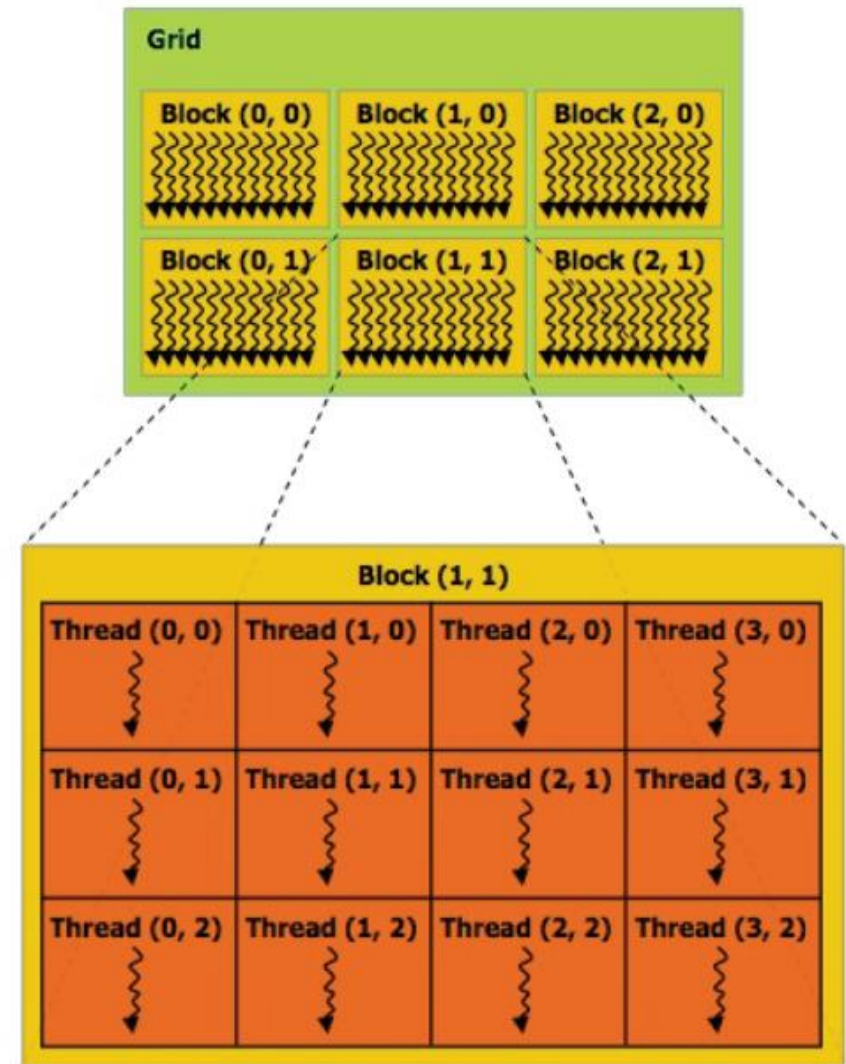 Grid
Block (0, 0) Block (1, 0) Block (2, 0)
Block (0, 1) Block (1, 1) Block (2, 1)
Block (1, 1)
Thread (0, 0) Thread (1, 0) Thread (2, 0) Thread (3, 0)
Thread (0, 1) Thread (1, 1) Thread (2, 1) Thread (3, 1)
Thread (0, 2) Thread (1, 2) Thread (2, 2) Thread (3, 2)